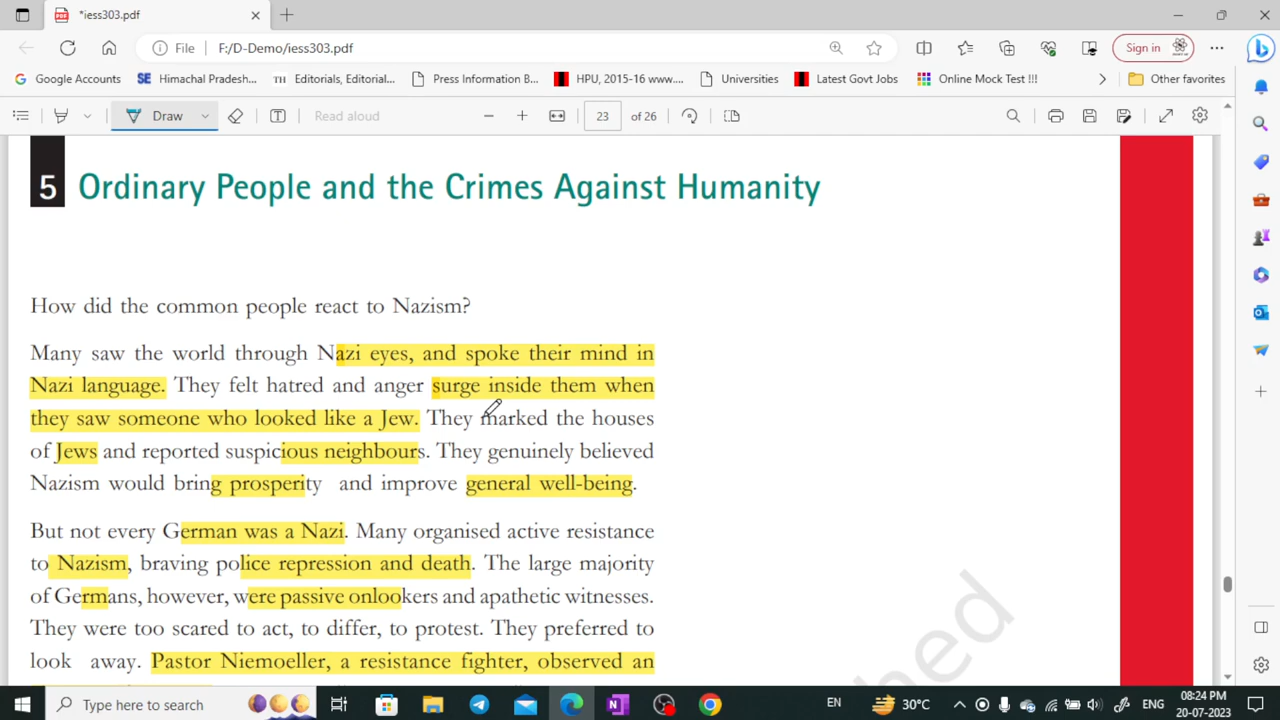 *iess303.pdf
File F:/D-Demo/iess303.pdf Sign in
Google Accounts SE Himachal Pradesh... TH Editorials, Editorial... Press Information B... HPU, 2015-16 www.... Universities Latest Govt Jobs Online Mock Test !!! Other favorites
Draw Read aloud 23 of 26
5 Ordinary People and the Crimes Against Humanity
How did the common people react to Nazism?
Many saw the world through Nazi eyes, and spoke their mind in
Nazi language. They felt hatred and anger surge inside them when
they saw someone who looked like a Jew. They marked the houses
of Jews and reported suspicious neighbours. They genuinely believed
Nazism would bring prosperity and improve general well-being.
But not every German was a Nazi. Many organised active resistance
to Nazism, braving police repression and death. The large majority
of Germans, however, were passive onlookers and apathetic witnesses.
They were too scared to act, to differ, to protest. They preferred to
look away. Pastor Niemoeller, a resistance fighter, observed an
hed
Type here to search EN 30°C ENG 08:24 PM
20-07-2023